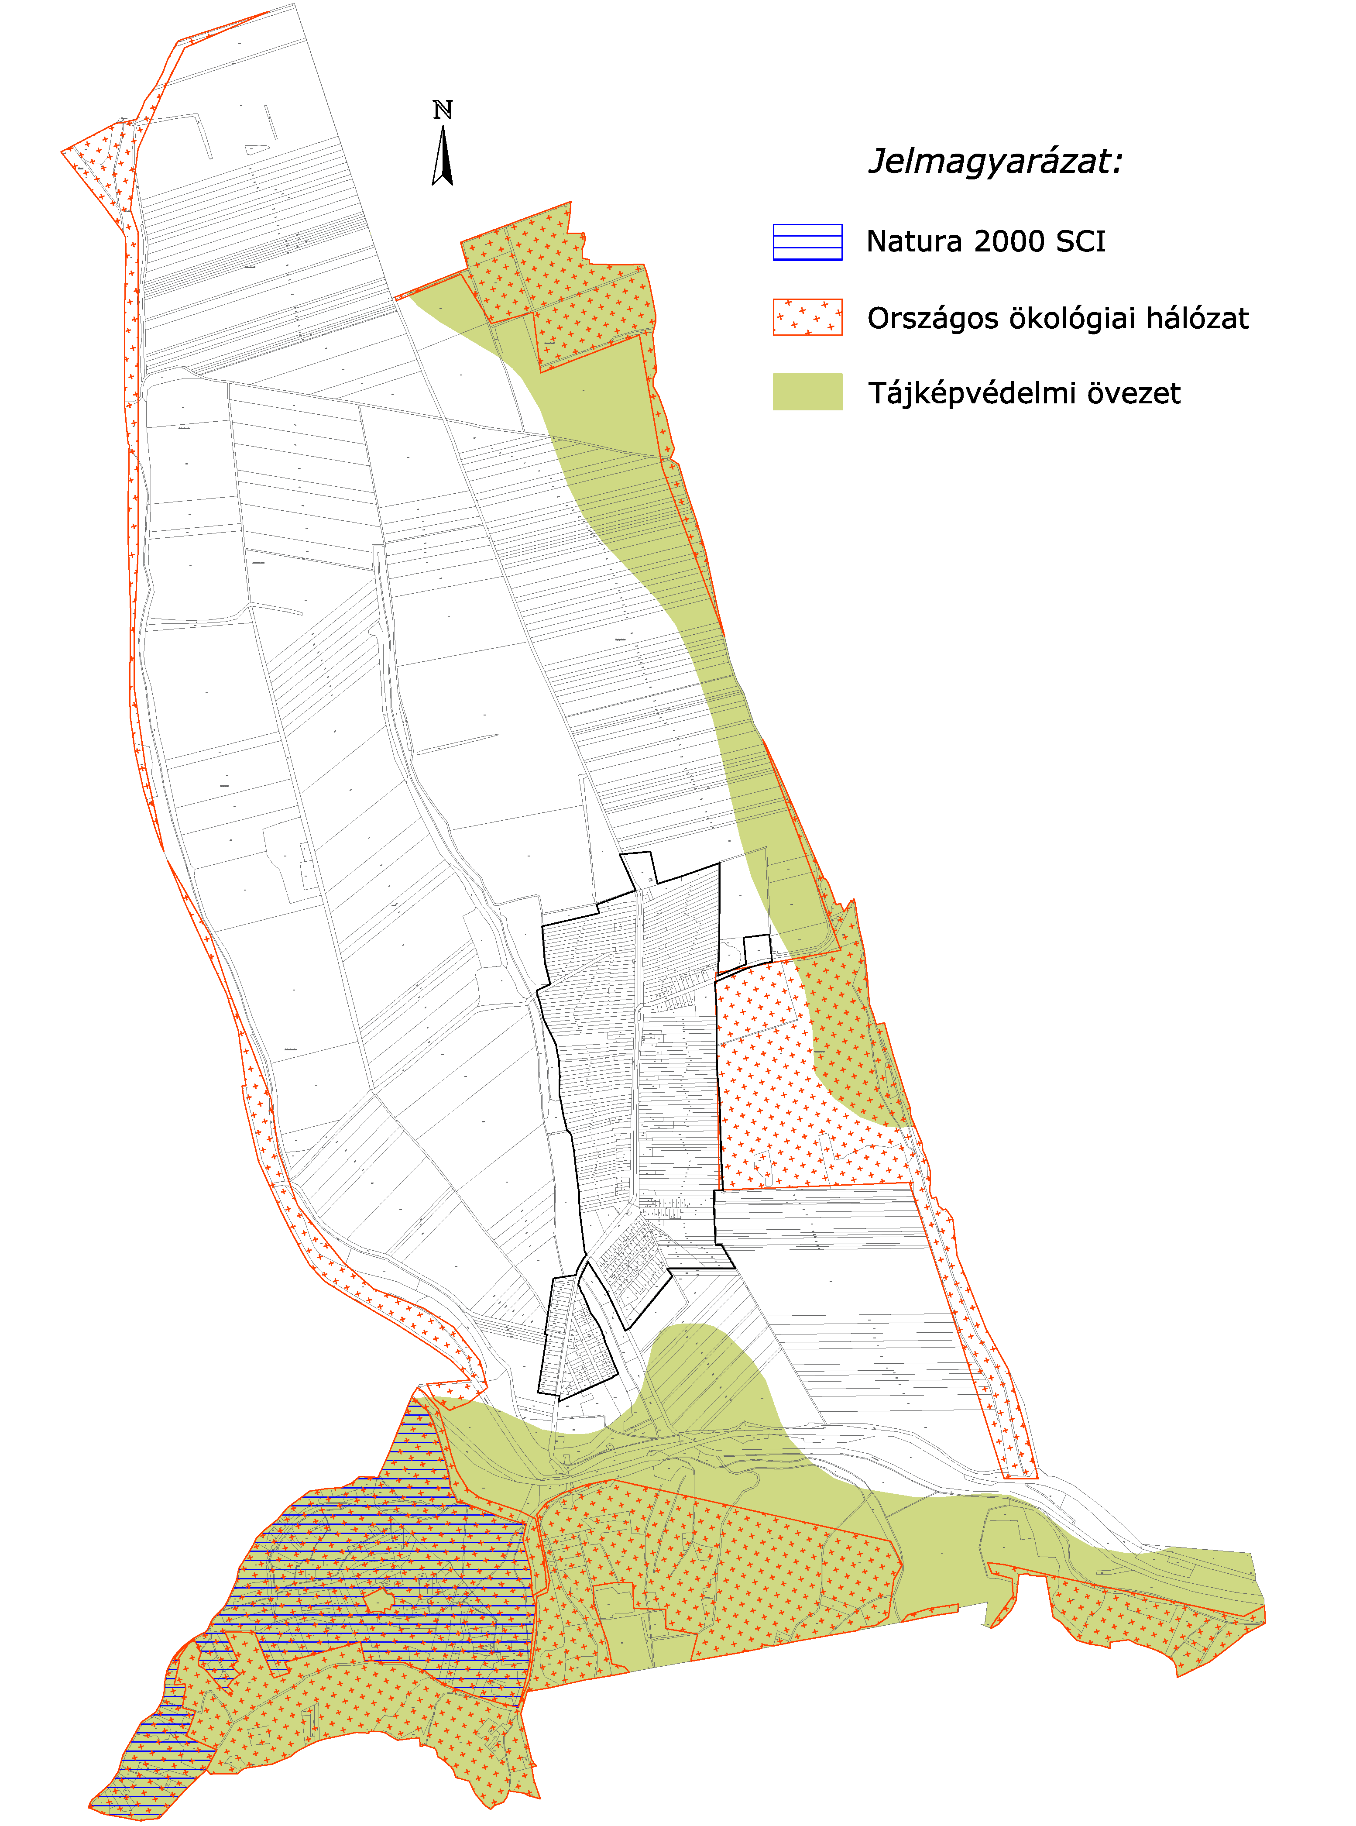 N
Jelmagyarázat:
Natura 2000 SCI
Országos ökológiai hálózat
Tájképvédelmi övezet